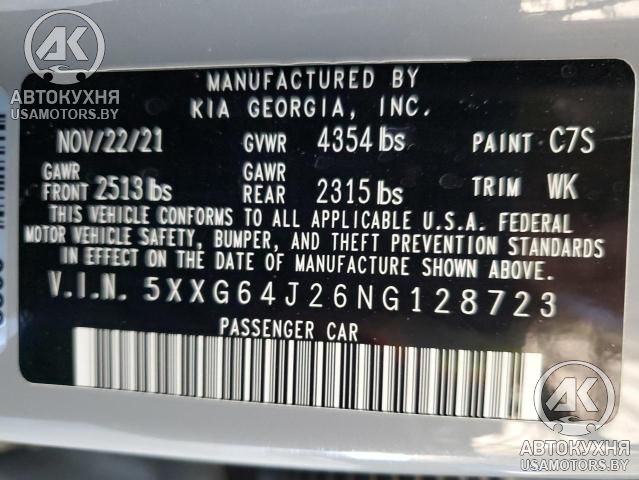 AK
АВТОКУХНЯ
USAMOTORS.BY
MANUFACTURED BY
KIA GEORGIA, INC.
NOV/22/21 GVWR 4354 lbs PAINT C7S
GAWR FRONT 2513 lbs GAWR REAR 2315 lbs TRIM WK
THIS VEHICLE CONFORMS TO ALL APPLICABLE U.S.A. FEDERAL
MOTOR VEHICLE SAFETY, BUMPER, AND THEFT PREVENTION STANDARDS
IN EFFECT ON THE DATE OF MANUFACTURE SHOWN ABOVE.
V.I.N. 5XXG64J26NG128723
PASSENGER CAR
AK
АВТОКУХНЯ
USAMOTORS.BY